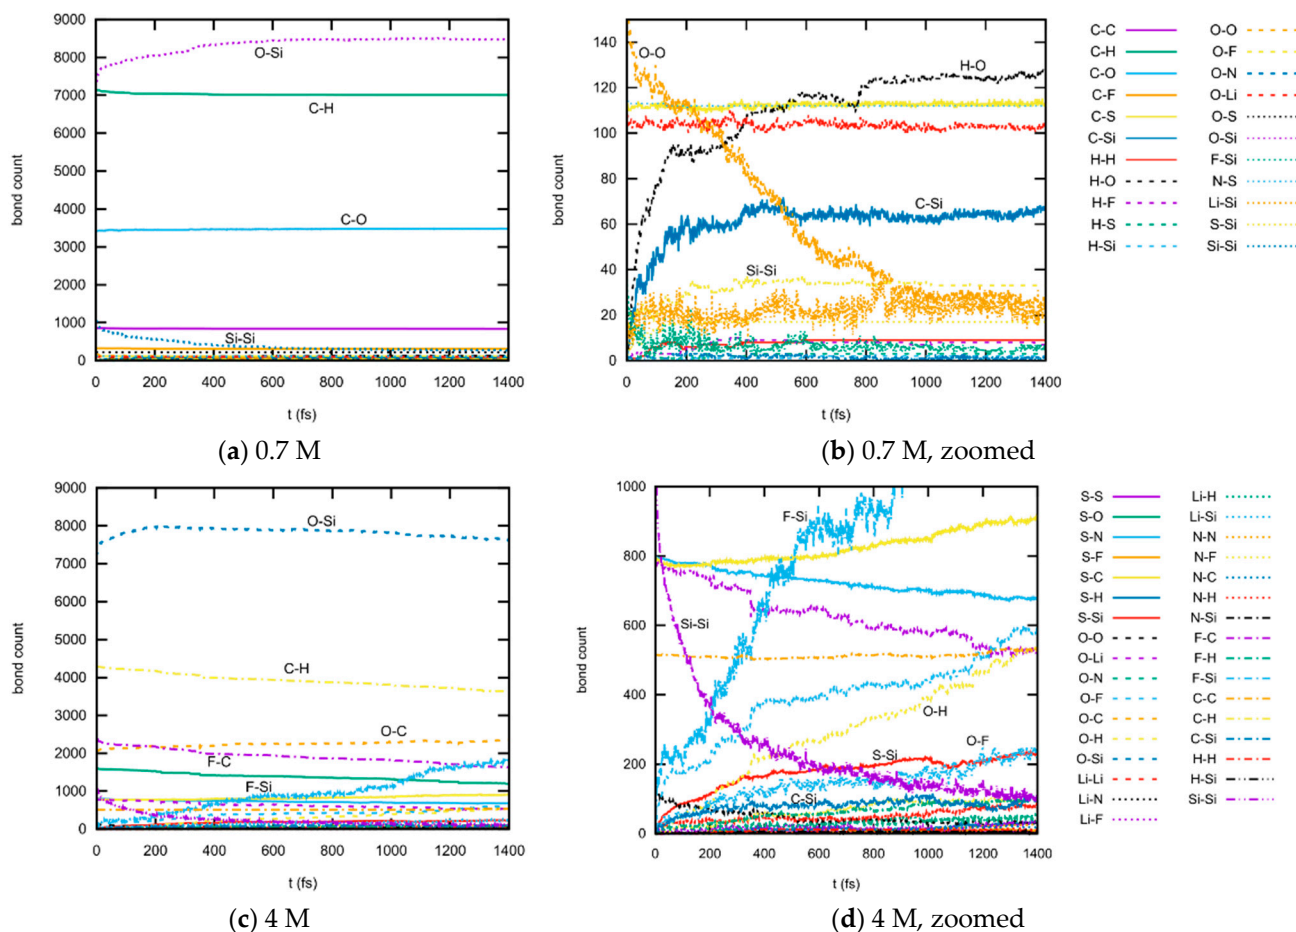 9000
8000
7000
6000
5000
4000
3000
2000
1000
0
bond count
O-Si
C-H
C-O
Si-Si
0 200 400 600 800 1000 1200 1400
t (fs)
(a) 0.7 M
140
120
100
80
60
40
20
0
bond count
O-O
H-O
C-Si
Si-Si
0 200 400 600 800 1000 1200 1400
t (fs)
(b) 0.7 M, zoomed
C-C
C-H
C-O
C-F
C-S
C-Si
H-H
H-O
H-F
H-S
H-Si
O-O
O-F
O-N
O-Li
O-S
O-Si
F-Si
N-S
Li-Si
S-Si
Si-Si
9000
8000
7000
6000
5000
4000
3000
2000
1000
0
bond count
O-Si
C-H
O-C
F-C
F-Si
0 200 400 600 800 1000 1200 1400
t (fs)
(c) 4 M
1000
800
600
400
200
0
bond count
F-Si
Si-Si
O-H
O-F
S-Si
C-Si
0 200 400 600 800 1000 1200 1400
t (fs)
(d) 4 M, zoomed
S-S
S-O
S-N
S-F
S-C
S-H
S-Si
O-O
O-Li
O-N
O-F
O-C
O-H
O-Si
Li-Li
Li-N
Li-F
Li-H
Li-Si
N-N
N-F
N-C
N-H
N-Si
F-C
F-H
F-Si
C-C
C-H
C-Si
H-H
H-Si
Si-Si